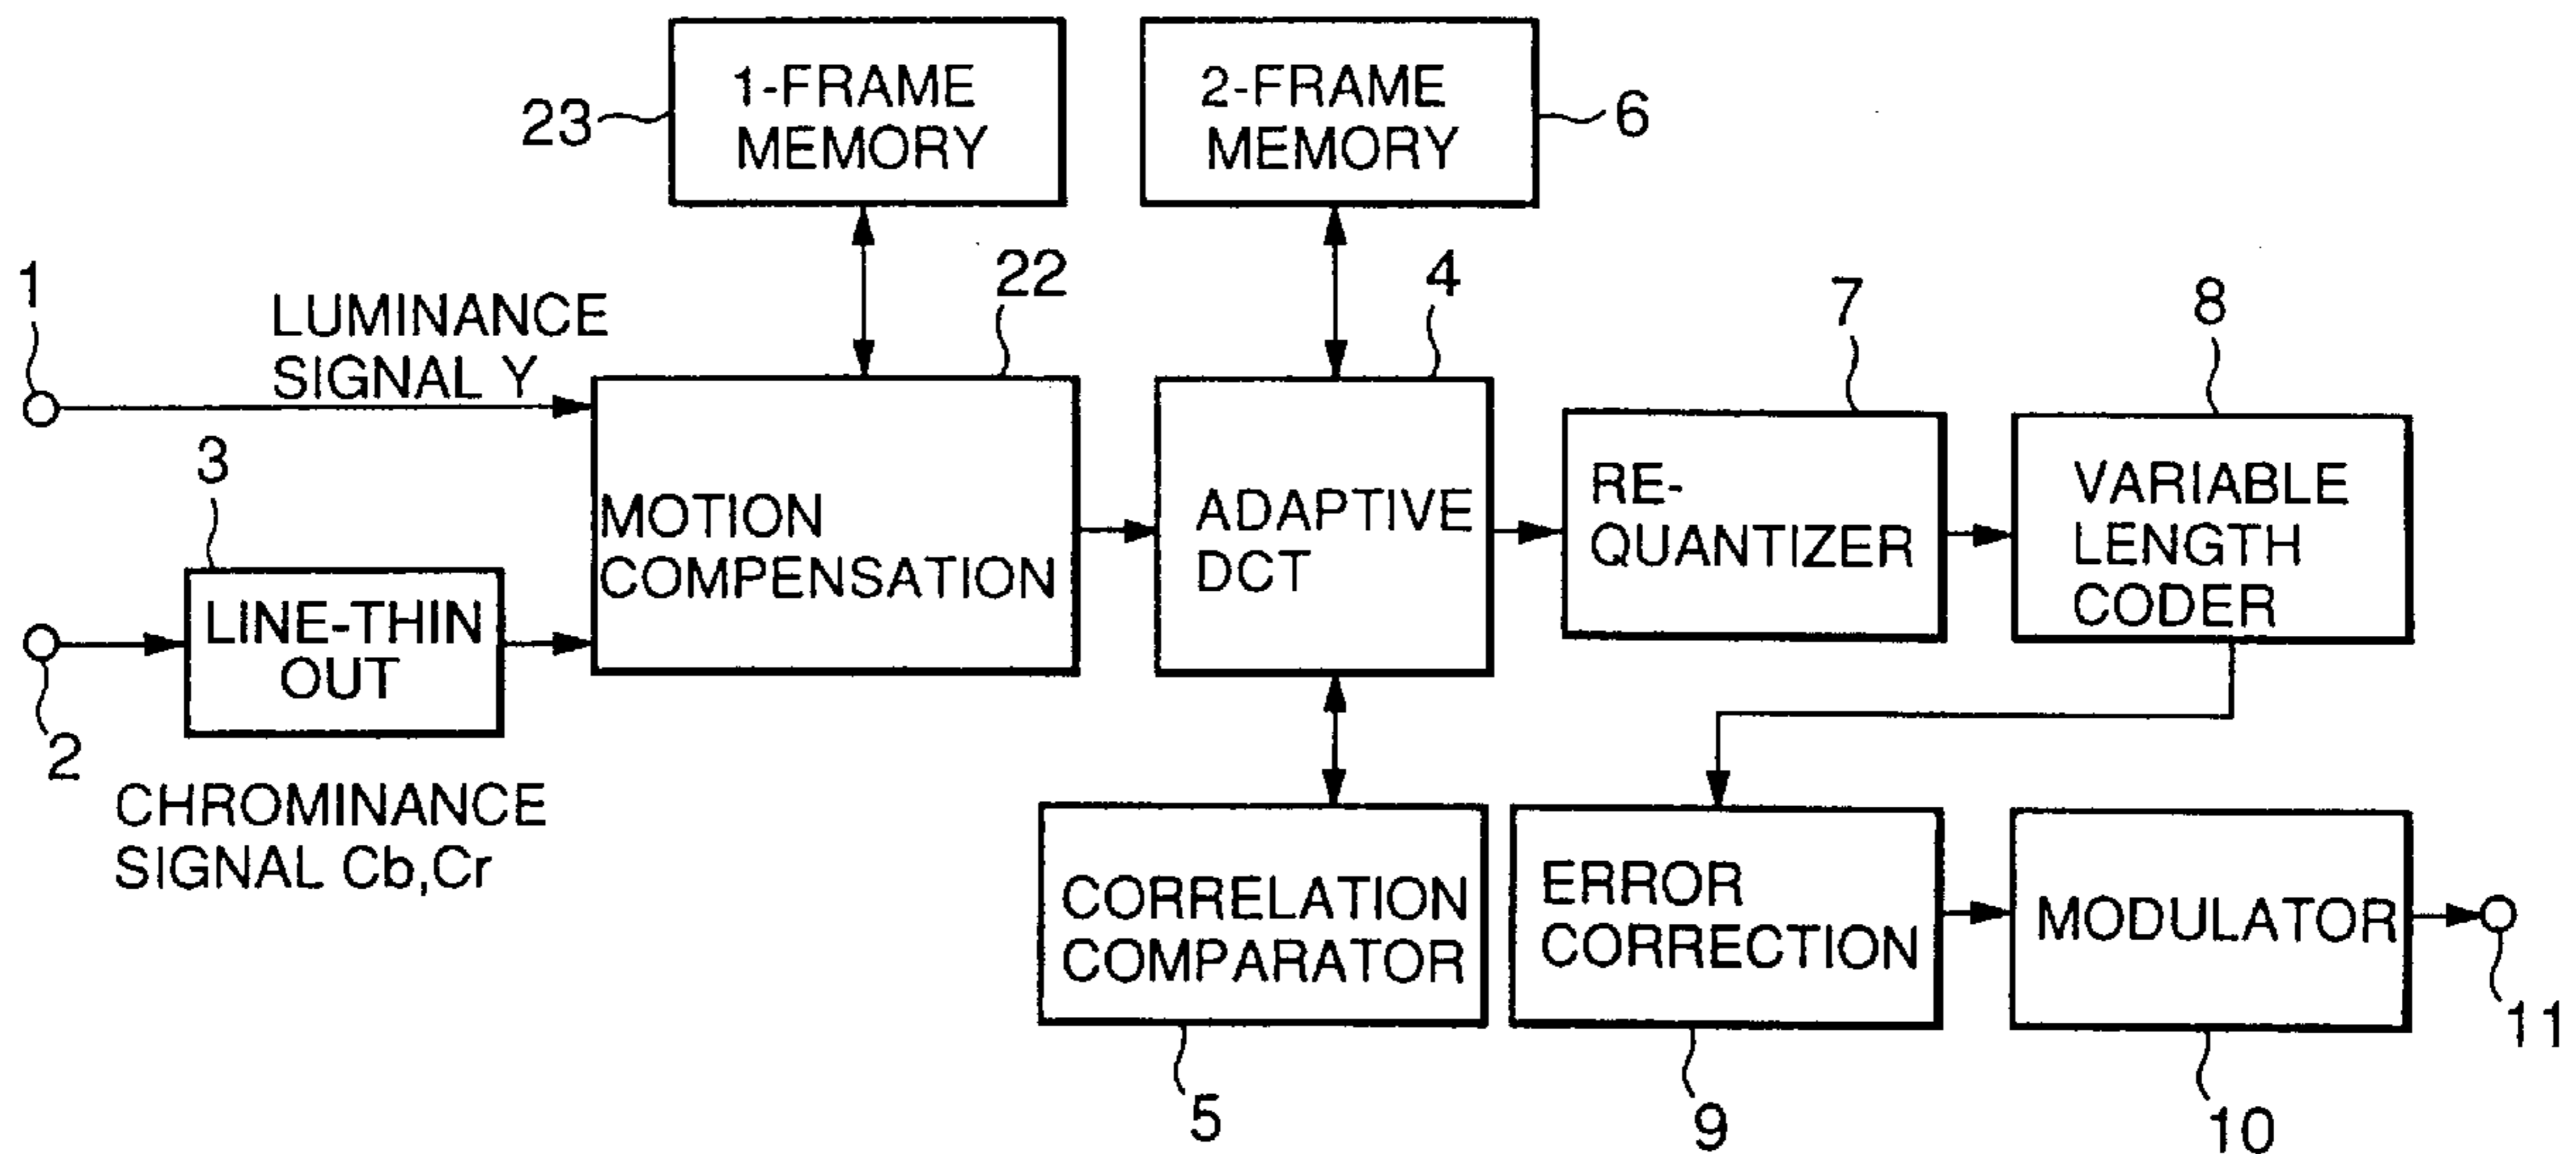 1-FRAME
MEMORY
23
2-FRAME
MEMORY
6
1
LUMINANCE
SIGNAL Y
22
4
7
8
3
MOTION
COMPENSATION
ADAPTIVE
DCT
RE-
QUANTIZER
VARIABLE
LENGTH
CODER
LINE-THIN
OUT
2
CHROMINANCE
SIGNAL Cb,Cr
CORRELATION
COMPARATOR
ERROR
CORRECTION
MODULATOR
11
5
9
10